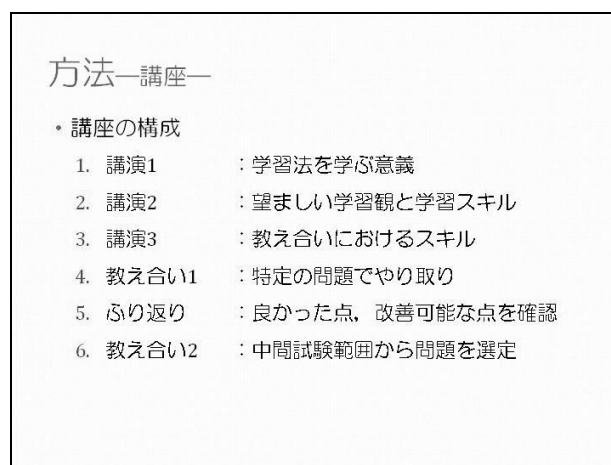 方法―講座―
・講座の構成
1. 講演1 ：学習法を学ぶ意義
2. 講演2 ：望ましい学習観と学習スキル
3. 講演3 ：教え合いにおけるスキル
4. 教え合い1 ：特定の問題でやり取り
5. ふり返り ：良かった点，改善可能な点を確認
6. 教え合い2 ：中間試験範囲から問題を選定